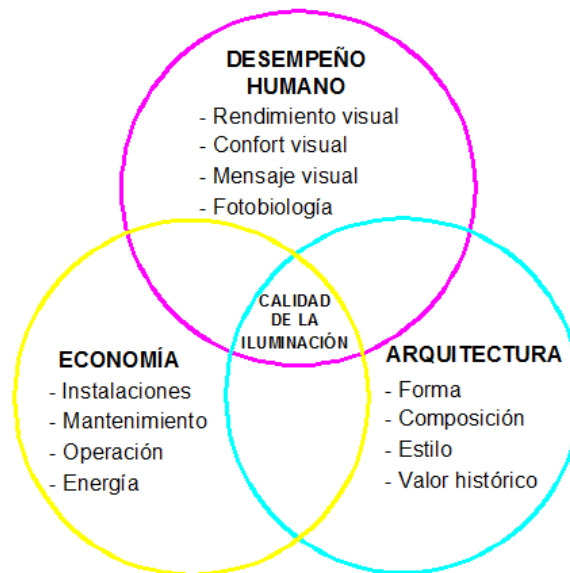 DESEMPEÑO
HUMANO
- Rendimiento visual
- Confort visual
- Mensaje visual
- Fotobiología
CALIDAD
DE LA
ILUMINACIÓN
ECONOMÍA
- Instalaciones
- Mantenimiento
- Operación
- Energía
ARQUITECTURA
- Forma
- Composición
- Estilo
- Valor histórico